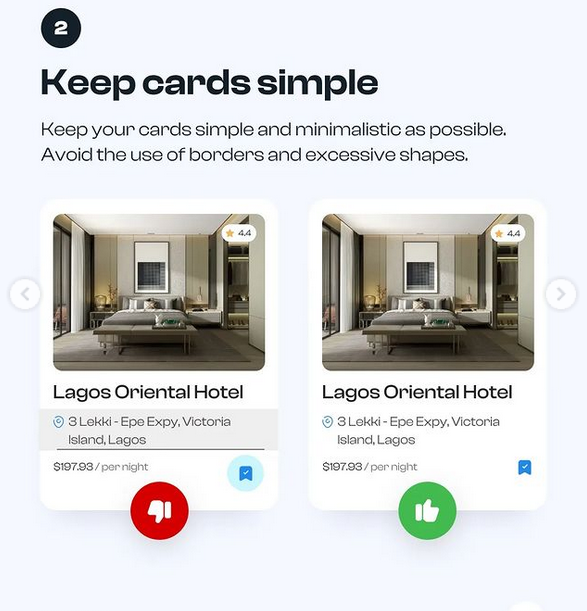 2
Keep cards simple
Keep your cards simple and minimalistic as possible.
Avoid the use of borders and excessive shapes.
4.4
Lagos Oriental Hotel
3 Lekki - Epe Expy, Victoria
Island, Lagos
$197.93 / per night
4.4
Lagos Oriental Hotel
3 Lekki - Epe Expy, Victoria
Island, Lagos
$197.93 / per night